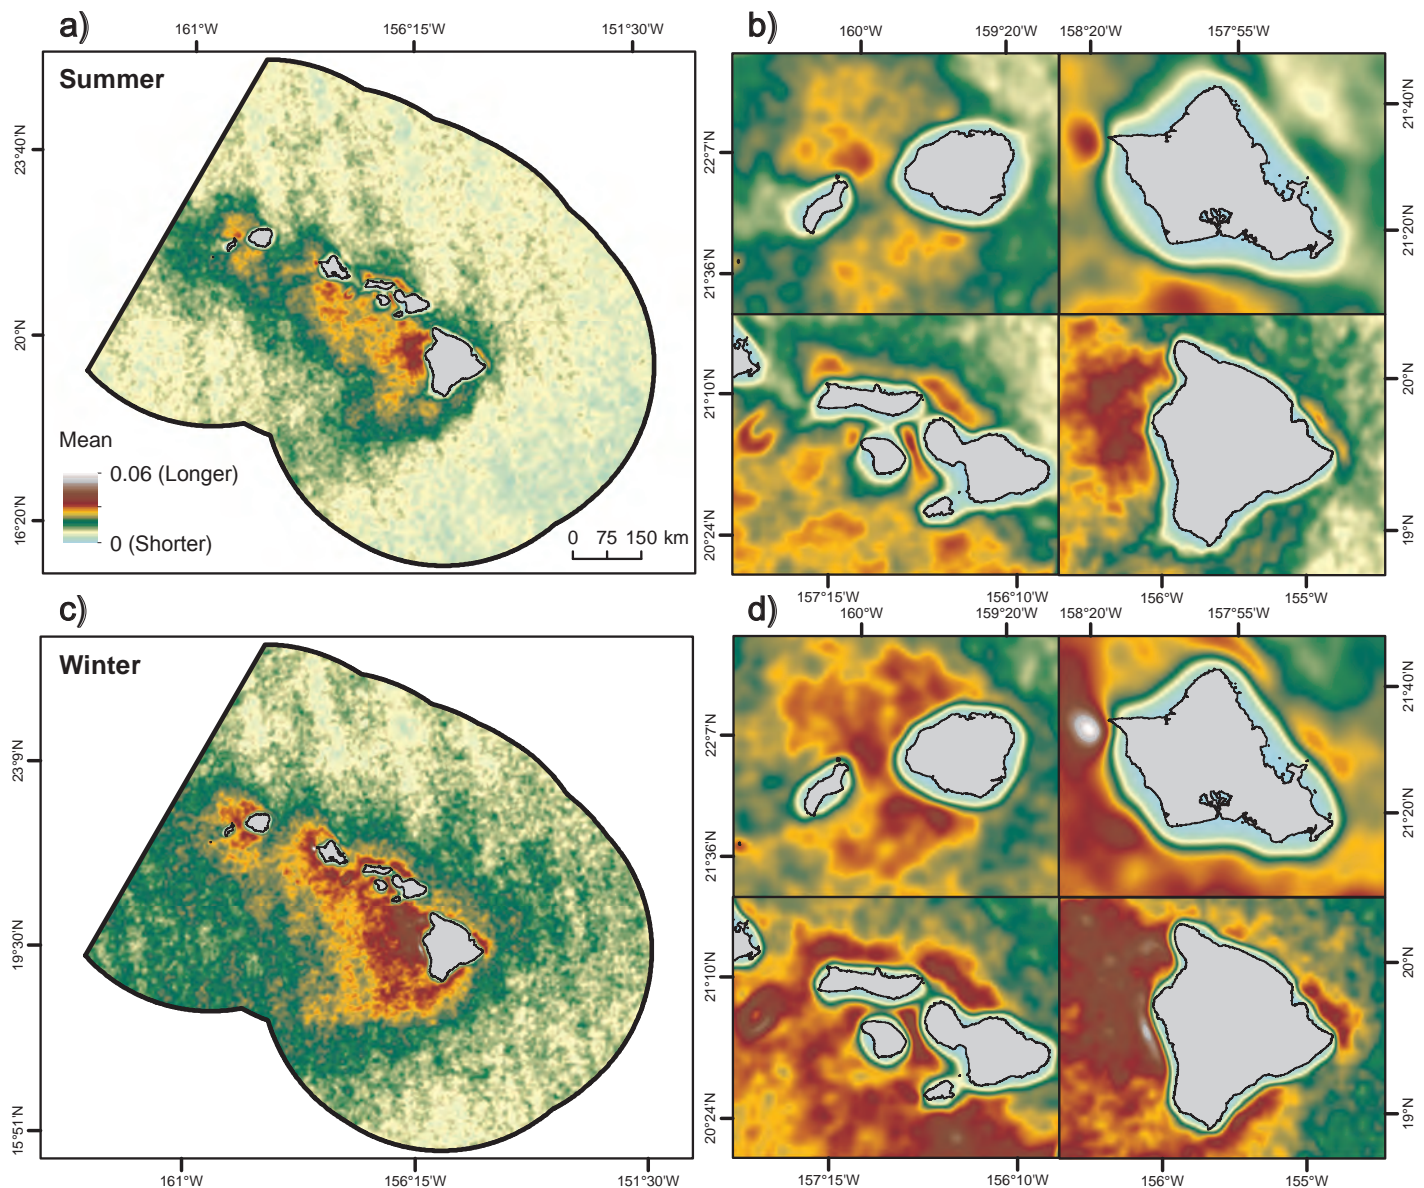 a)
161°W
156°15'W
151°30'W
Summer
23°40'N
20°N
16°20'N
Mean
0.06 (Longer)
0 (Shorter)
0 75 150 km
b)
160°W
159°20'W
158°20'W
157°55'W
22°7'N
21°36'N
21°40'N
21°20'N
21°10'N
20°24'N
20°N
19°N
157°15'W
156°10'W
156°W
155°W
c)
Winter
23°9'N
19°30'N
15°51'N
161°W
156°15'W
151°30'W
d)
160°W
159°20'W
158°20'W
157°55'W
22°7'N
21°36'N
21°40'N
21°20'N
21°10'N
20°24'N
20°N
19°N
157°15'W
156°10'W
156°W
155°W